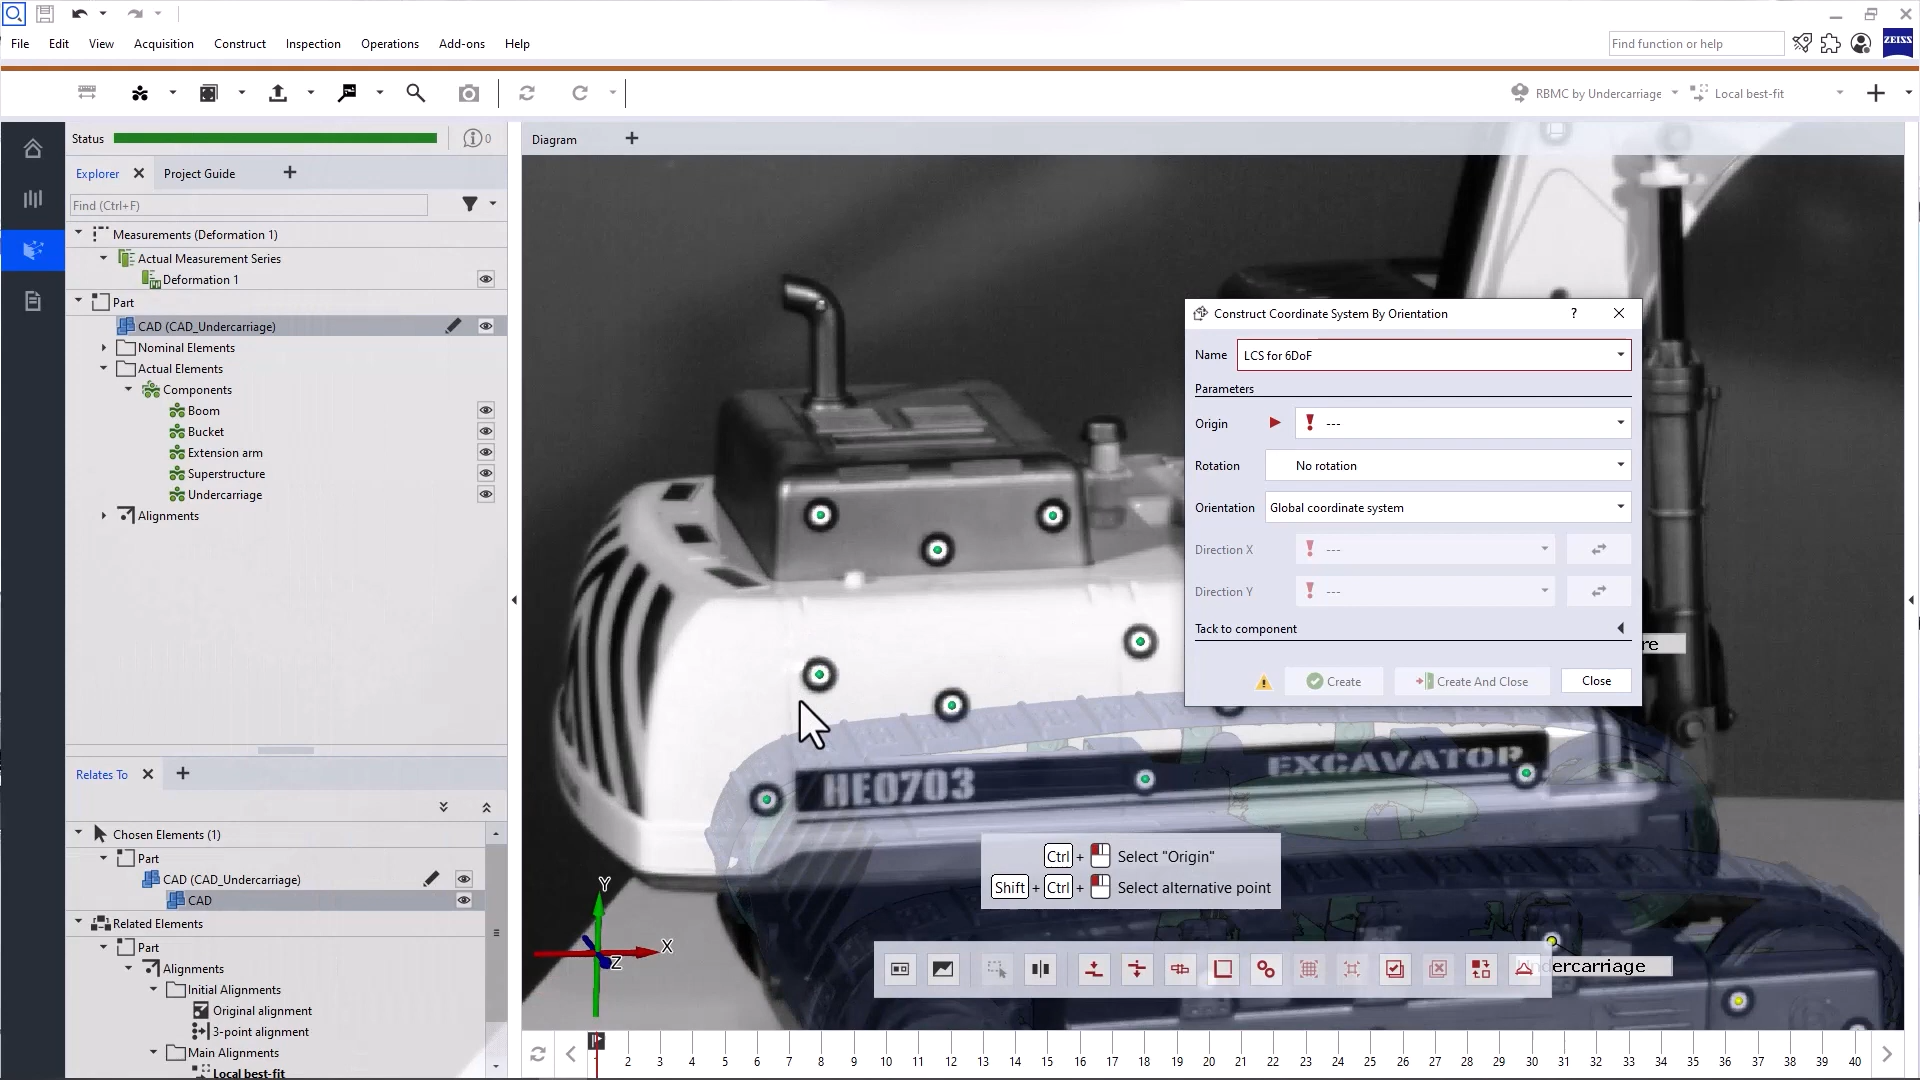 File Edit View Acquisition Construct Inspection Operations Add-ons Help
Find function or help
ZEISS
RBMC by Undercarriage
Local best-fit
Status
0
Diagram
Explorer
Project Guide
Find (Ctrl+F)
Measurements (Deformation 1)
Actual Measurement Series
Deformation 1
Part
CAD (CAD_Undercarriage)
Nominal Elements
Actual Elements
Components
Boom
Bucket
Extension arm
Superstructure
Undercarriage
Alignments
Relates To
Chosen Elements (1)
Part
CAD (CAD_Undercarriage)
CAD
Related Elements
Part
Alignments
Initial Alignments
Original alignment
3-point alignment
Main Alignments
Local best-fit
Construct Coordinate System By Orientation
?
Name LCS for 6DoF
Parameters
Origin ---
Rotation No rotation
Orientation Global coordinate system
Direction X ---
Direction Y ---
Tack to component
Create
Create And Close
Close
re
HE0703 EXCAVATOR
Ctrl + Select "Origin"
Shift + Ctrl + Select alternative point
Y
X
Z
dercarriage
2 3 4 5 6 7 8 9 10 11 12 13 14 15 16 17 18 19 20 21 22 23 24 25 26 27 28 29 30 31 32 33 34 35 36 37 38 39 40